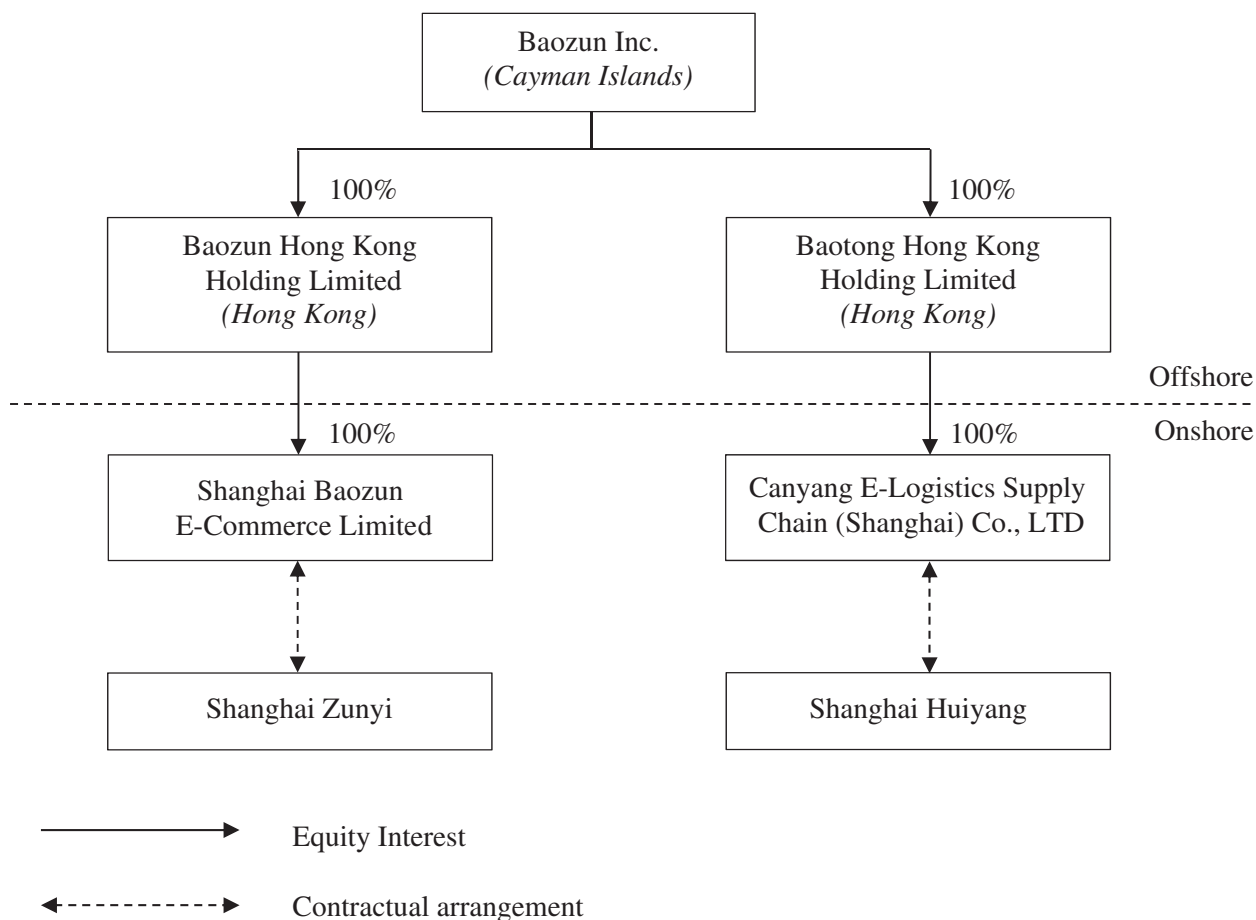 Baozun Inc.
(Cayman Islands)
100%
100%
Baozun Hong Kong
Holding Limited
(Hong Kong)
Baotong Hong Kong
Holding Limited
(Hong Kong)
Offshore
Onshore
100%
100%
Shanghai Baozun
E-Commerce Limited
Canyang E-Logistics Supply
Chain (Shanghai) Co., LTD
Shanghai Zunyi
Shanghai Huiyang
Equity Interest
Contractual arrangement